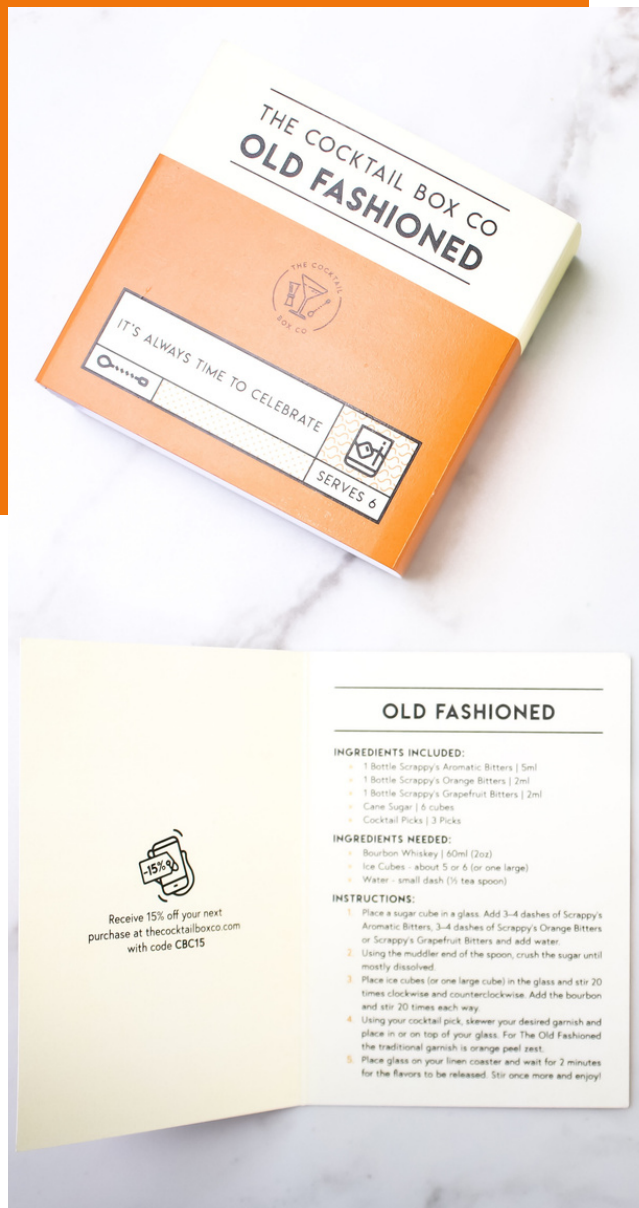 THE COCKTAIL BOX CO
OLD FASHIONED
THE COCKTAIL
BOX CO
IT'S ALWAYS TIME TO CELEBRATE
SERVES 6
-15%
Receive 15% off your next
purchase at thecocktailboxco.com
with code CBC15
OLD FASHIONED
INGREDIENTS INCLUDED:
1 Bottle Scrappy's Aromatic Bitters | 5ml
1 Bottle Scrappy's Orange Bitters | 2ml
1 Bottle Scrappy's Grapefruit Bitters | 2ml
Cane Sugar | 6 cubes
Cocktail Picks | 3 Picks
INGREDIENTS NEEDED:
Bourbon Whiskey | 60ml (2oz)
Ice Cubes - about 5 or 6 (or one large)
Water - small dash (½ tea spoon)
INSTRUCTIONS:
1. Place a sugar cube in a glass. Add 3-4 dashes of Scrappy's
Aromatic Bitters, 3-4 dashes of Scrappy's Orange Bitters
or Scrappy's Grapefruit Bitters and add water.
2. Using the muddler end of the spoon, crush the sugar until
mostly dissolved.
3. Place ice cubes (or one large cube) in the glass and stir 20
times clockwise and counterclockwise. Add the bourbon
and stir 20 times each way.
4. Using your cocktail pick, skewer your desired garnish and
place in or on top of your glass. For The Old Fashioned
the traditional garnish is orange peel zest.
5. Place glass on your linen coaster and wait for 2 minutes
for the flavors to be released. Stir once more and enjoy!